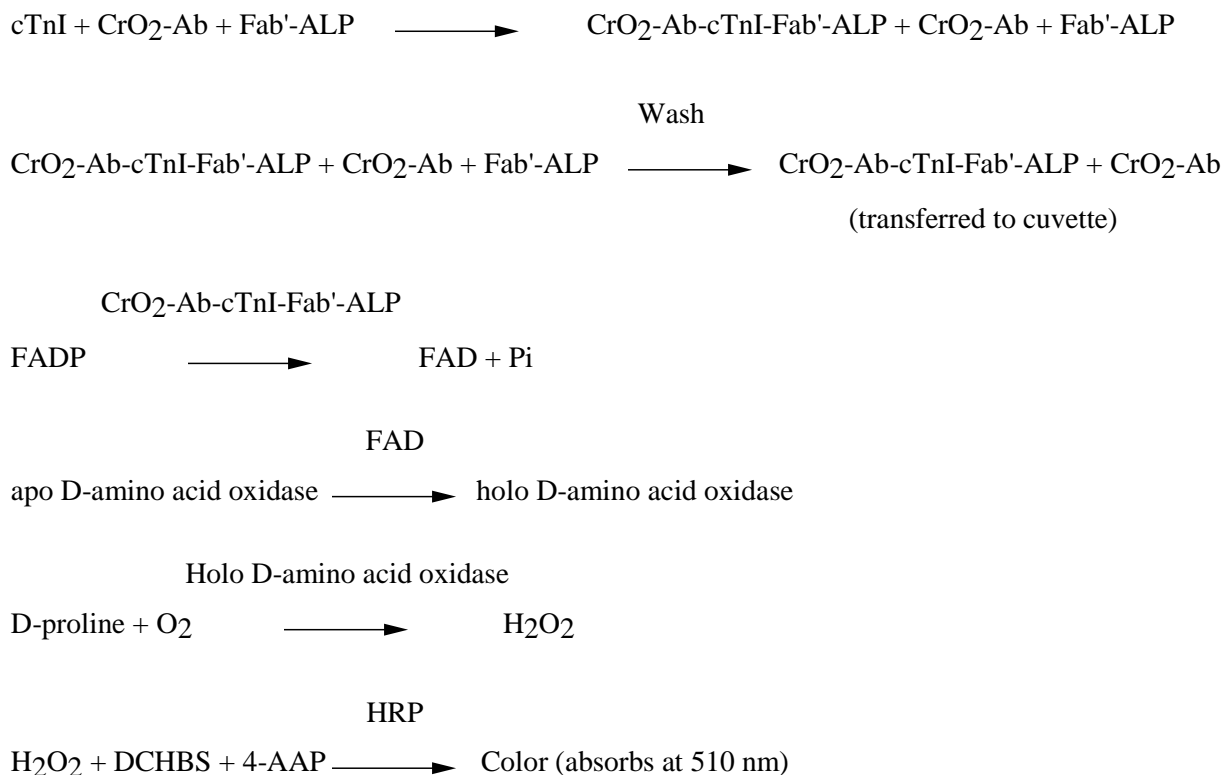 cTnI + CrO2-Ab + Fab'-ALP CrO2-Ab-cTnI-Fab'-ALP + CrO2-Ab + Fab'-ALP
Wash
CrO2-Ab-cTnI-Fab'-ALP + CrO2-Ab + Fab'-ALP CrO2-Ab-cTnI-Fab'-ALP + CrO2-Ab
(transferred to cuvette)
CrO2-Ab-cTnI-Fab'-ALP
FADP FAD + Pi
FAD
apo D-amino acid oxidase holo D-amino acid oxidase
Holo D-amino acid oxidase
D-proline + O2 H2O2
HRP
H2O2 + DCHBS + 4-AAP Color (absorbs at 510 nm)